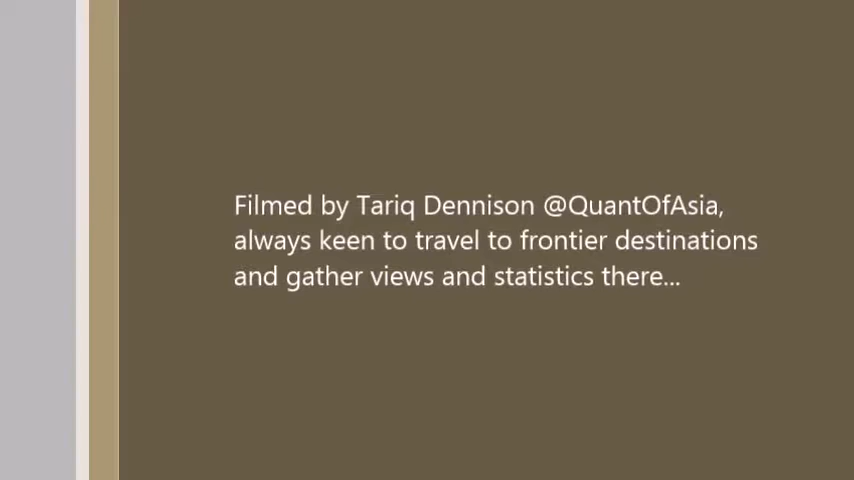 Filmed by Tariq Dennison @QuantOfAsia,
always keen to travel to frontier destinations
and gather views and statistics there...